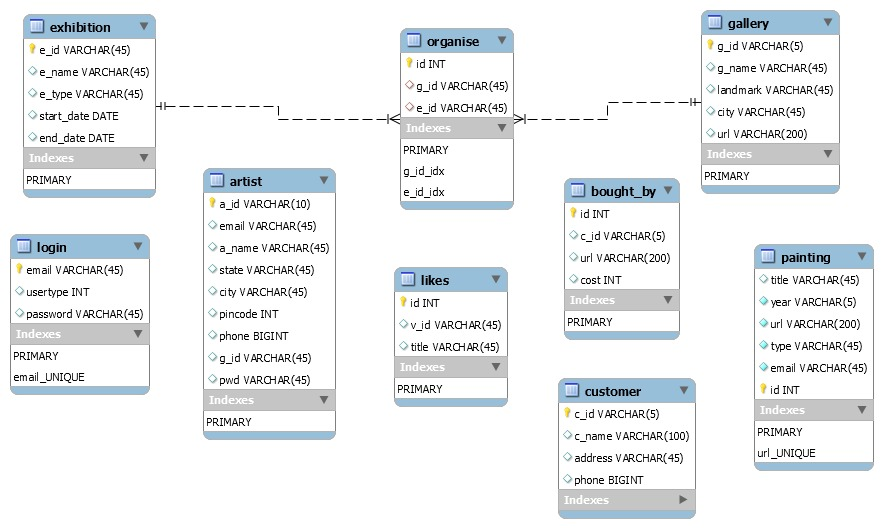 exhibition
e_id VARCHAR(45)
e_name VARCHAR(45)
e_type VARCHAR(45)
start_date DATE
end_date DATE
Indexes
PRIMARY
organise
id INT
g_id VARCHAR(45)
e_id VARCHAR(45)
Indexes
PRIMARY
g_id_idx
e_id_idx
gallery
g_id VARCHAR(5)
g_name VARCHAR(45)
landmark VARCHAR(45)
city VARCHAR(45)
url VARCHAR(200)
Indexes
PRIMARY
artist
a_id VARCHAR(10)
email VARCHAR(45)
a_name VARCHAR(45)
state VARCHAR(45)
city VARCHAR(45)
pincode INT
phone BIGINT
g_id VARCHAR(45)
pwd VARCHAR(45)
Indexes
PRIMARY
bought_by
id INT
c_id VARCHAR(5)
url VARCHAR(200)
cost INT
Indexes
PRIMARY
login
email VARCHAR(45)
usertype INT
password VARCHAR(45)
Indexes
PRIMARY
email_UNIQUE
likes
id INT
v_id VARCHAR(45)
title VARCHAR(45)
Indexes
PRIMARY
painting
title VARCHAR(45)
year VARCHAR(5)
url VARCHAR(200)
type VARCHAR(45)
email VARCHAR(45)
id INT
Indexes
PRIMARY
url_UNIQUE
customer
c_id VARCHAR(5)
c_name VARCHAR(100)
address VARCHAR(45)
phone BIGINT
Indexes